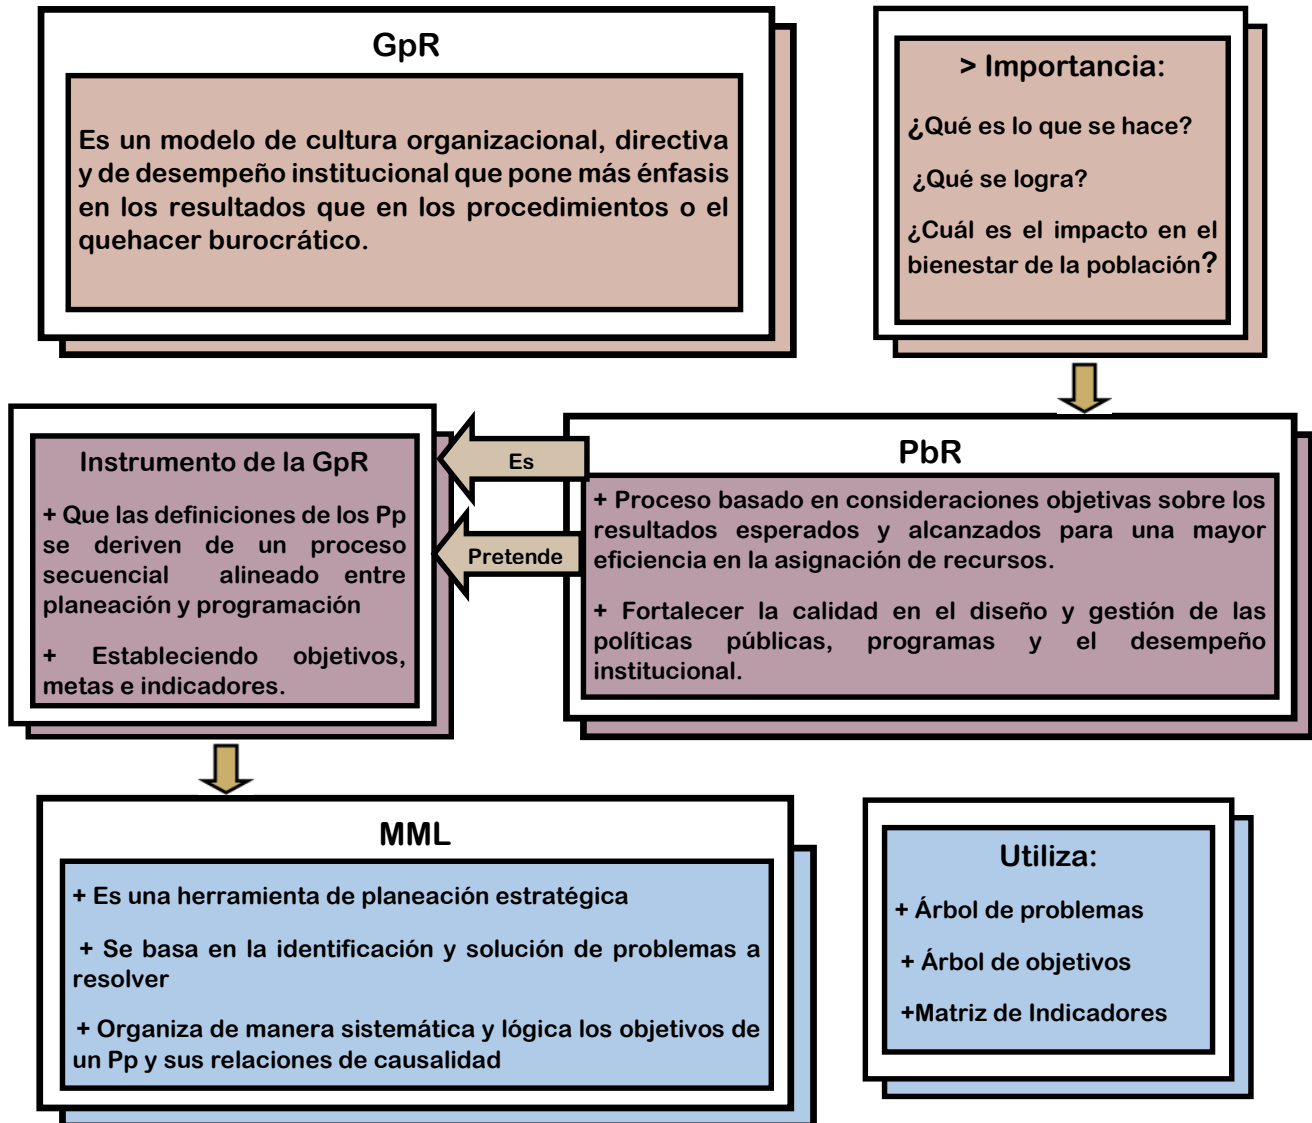 GpR
Es un modelo de cultura organizacional, directiva
y de desempeño institucional que pone más énfasis
en los resultados que en los procedimientos o el
quehacer burocrático.
> Importancia:
¿Qué es lo que se hace?
¿Qué se logra?
¿Cuál es el impacto en el
bienestar de la población?
Instrumento de la GpR
+ Que las definiciones de los Pp
se deriven de un proceso
secuencial alineado entre
planeación y programación
+ Estableciendo objetivos,
metas e indicadores.
Es
Pretende
PbR
+ Proceso basado en consideraciones objetivas sobre los
resultados esperados y alcanzados para una mayor
eficiencia en la asignación de recursos.
+ Fortalecer la calidad en el diseño y gestión de las
políticas públicas, programas y el desempeño
institucional.
MML
+ Es una herramienta de planeación estratégica
+ Se basa en la identificación y solución de problemas a
resolver
+ Organiza de manera sistemática y lógica los objetivos de
un Pp y sus relaciones de causalidad
Utiliza:
+ Árbol de problemas
+ Árbol de objetivos
+Matriz de Indicadores